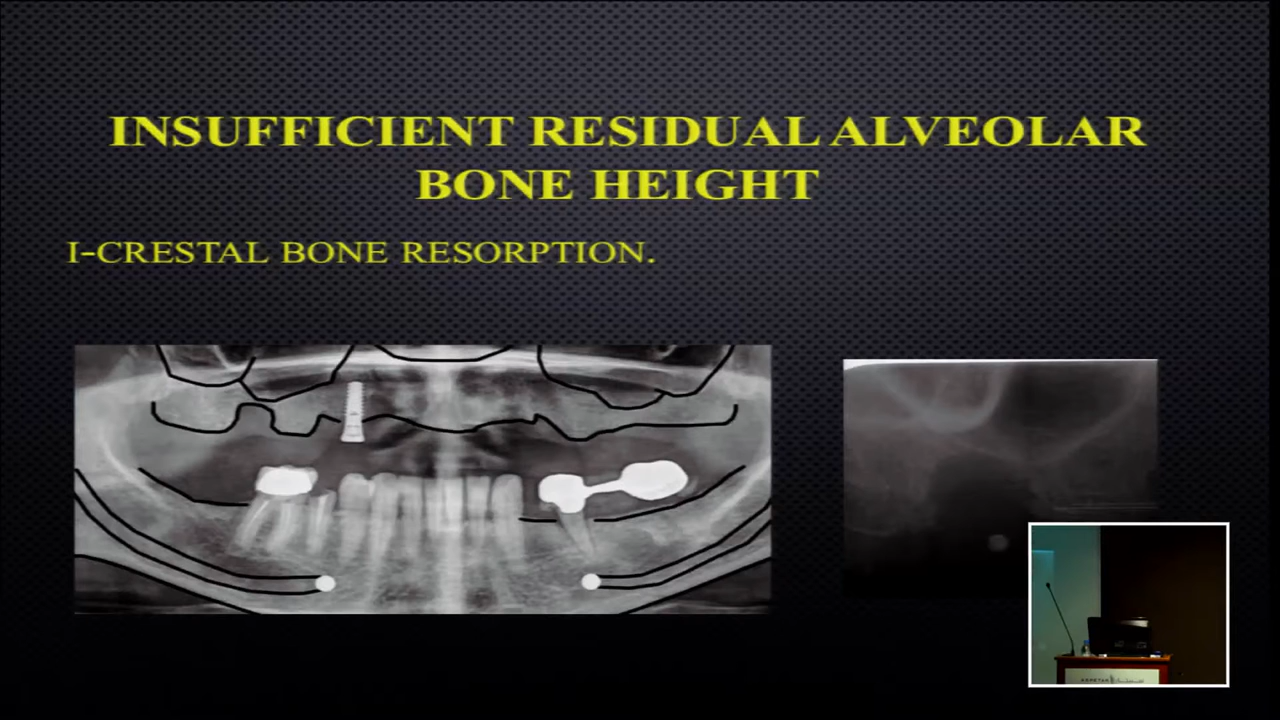 INSUFFICIENT RESIDUAL ALVEOLAR
BONE HEIGHT
I-CRESTAL BONE RESORPTION.